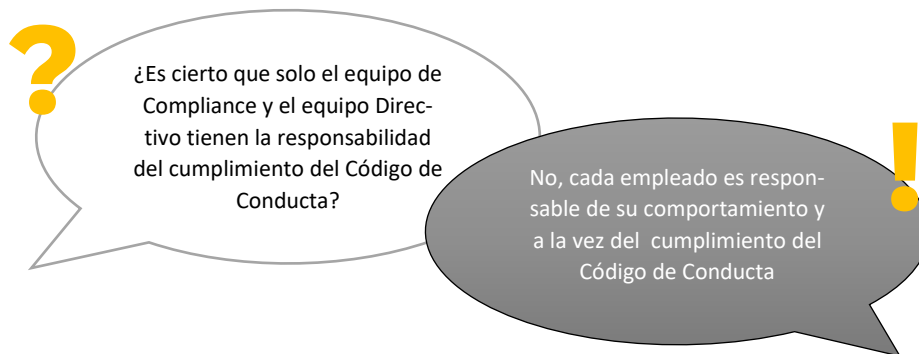 ?
¿Es cierto que solo el equipo de
Compliance y el equipo Direc-
tivo tienen la responsabilidad
del cumplimiento del Código de
Conducta?
!
No, cada empleado es respon-
sable de su comportamiento y
a la vez del  cumplimiento del
Código de Conducta